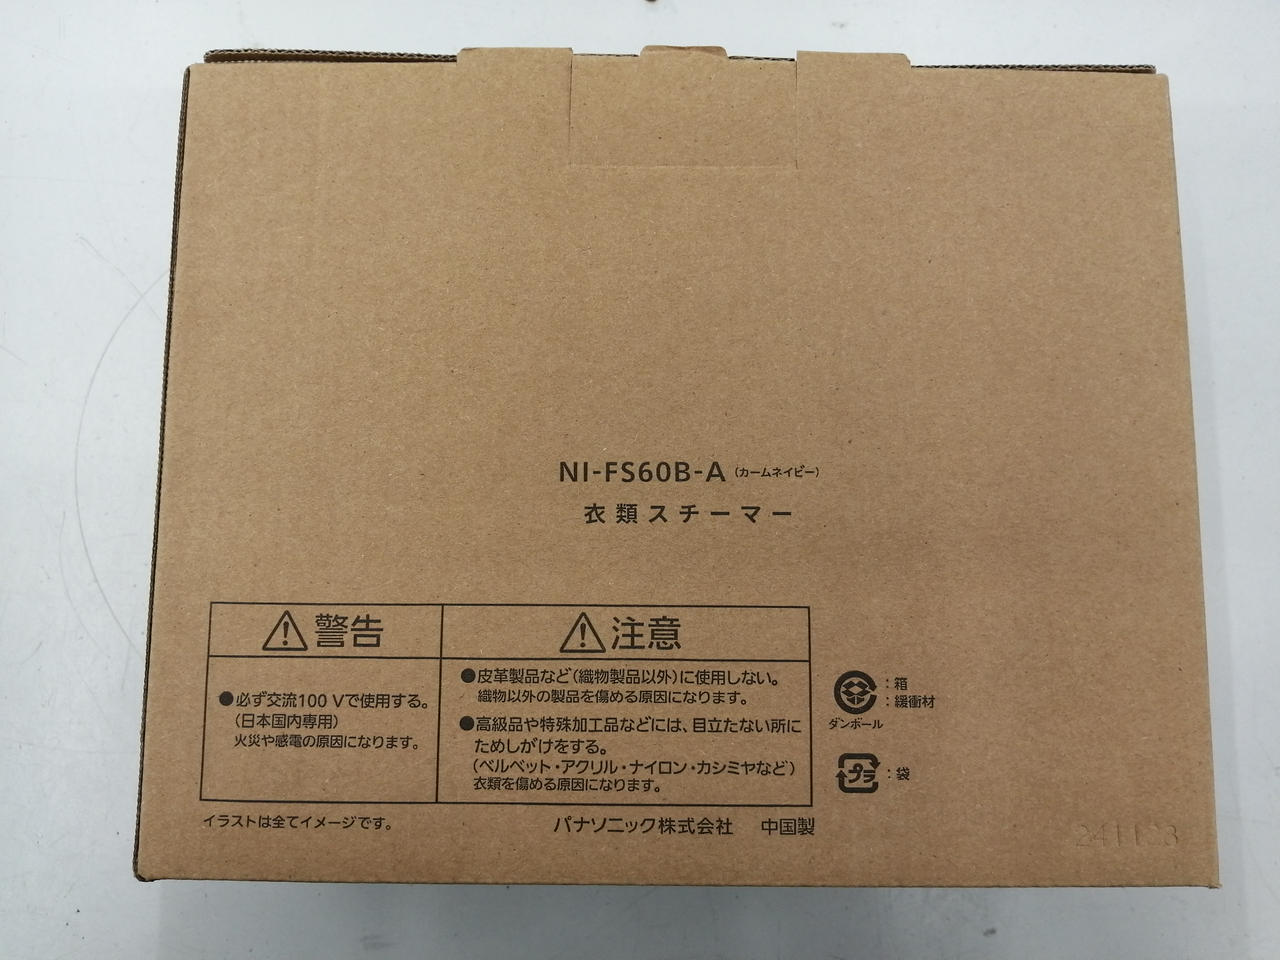 NI-FS60B-A（カームネイビー）
衣類スチーマー
警告
●必ず交流100 Vで使用する。
（日本国内専用）
火災や感電の原因になります。
注意
●皮革製品など（織物製品以外）に使用しない。
織物以外の製品を傷める原因になります。
●高級品や特殊加工品などには、目立たない所に
ためしがけをする。
（ベルベット・アクリル・ナイロン・カシミヤなど）
衣類を傷める原因になります。
：箱
：緩衝材
ダンボール
プラ
：袋
イラストは全てイメージです。
パナソニック株式会社　中国製